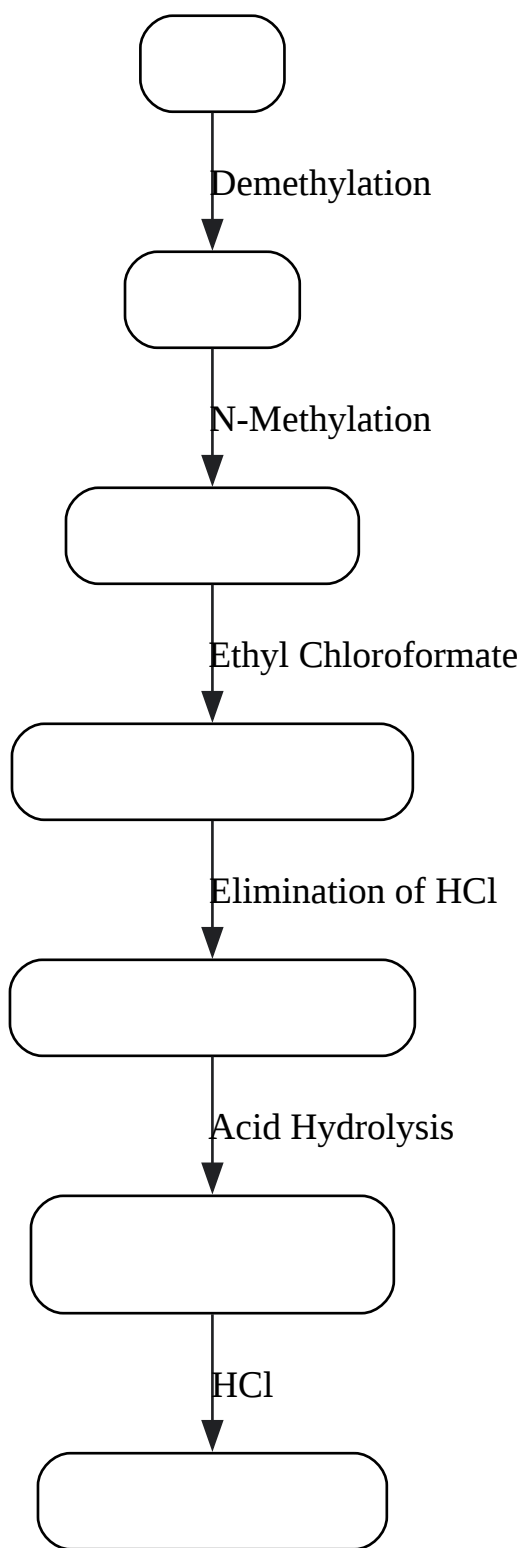 Demethylation
N-Methylation
Ethyl Chloroformate
Elimination of HCl
Acid Hydrolysis
HCl